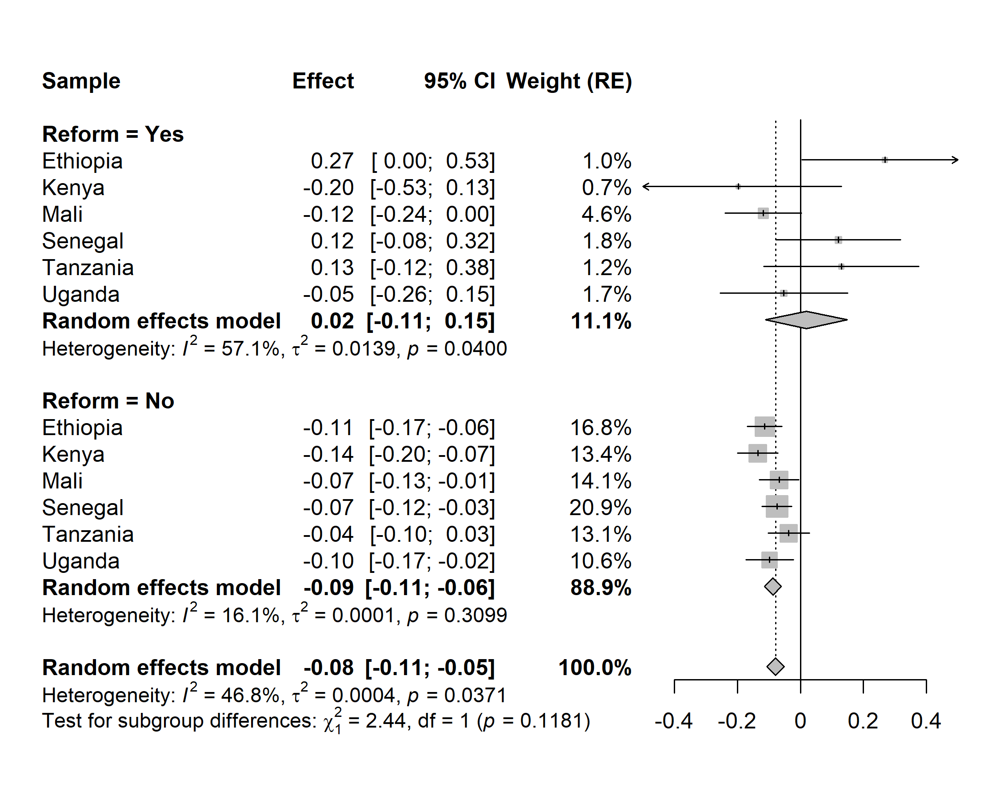 Sample Effect 95% CI Weight (RE)
Reform = Yes
Ethiopia 0.27 [ 0.00; 0.53] 1.0%
Kenya -0.20 [-0.53; 0.13] 0.7%
Mali -0.12 [-0.24; 0.00] 4.6%
Senegal 0.12 [-0.08; 0.32] 1.8%
Tanzania 0.13 [-0.12; 0.38] 1.2%
Uganda -0.05 [-0.26; 0.15] 1.7%
Random effects model 0.02 [-0.11; 0.15] 11.1%
Heterogeneity: I² = 57.1%, τ² = 0.0139, p = 0.0400
Reform = No
Ethiopia -0.11 [-0.17; -0.06] 16.8%
Kenya -0.14 [-0.20; -0.07] 13.4%
Mali -0.07 [-0.13; -0.01] 14.1%
Senegal -0.07 [-0.12; -0.03] 20.9%
Tanzania -0.04 [-0.10; 0.03] 13.1%
Uganda -0.10 [-0.17; -0.02] 10.6%
Random effects model -0.09 [-0.11; -0.06] 88.9%
Heterogeneity: I² = 16.1%, τ² = 0.0001, p = 0.3099
Random effects model -0.08 [-0.11; -0.05] 100.0%
Heterogeneity: I² = 46.8%, τ² = 0.0004, p = 0.0371
Test for subgroup differences: χ²₁ = 2.44, df = 1 (p = 0.1181)
-0.4 -0.2 0 0.2 0.4